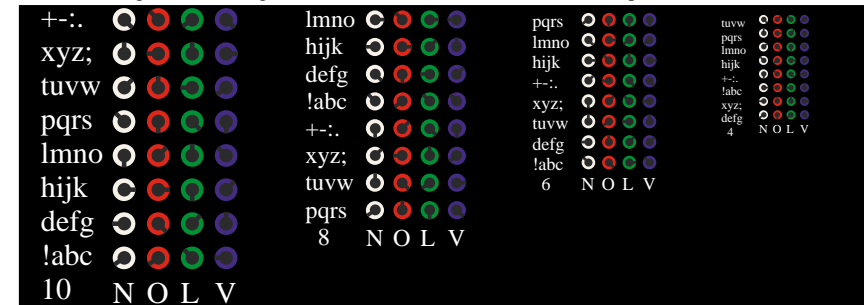 +-:.
xyz;
tuvw
pqrs
lmno
hijk
defg
!abc
10 N O L V
lmno
hijk
defg
!abc
+-:.
xyz;
tuvw
pqrs
8 N O L V
pqrs
lmno
hijk
+-:.
xyz;
tuvw
defg
!abc
6 N O L V
tuvw
pqrs
lmno
hijk
+-:.
!abc
xyz;
defg
4 N O L V